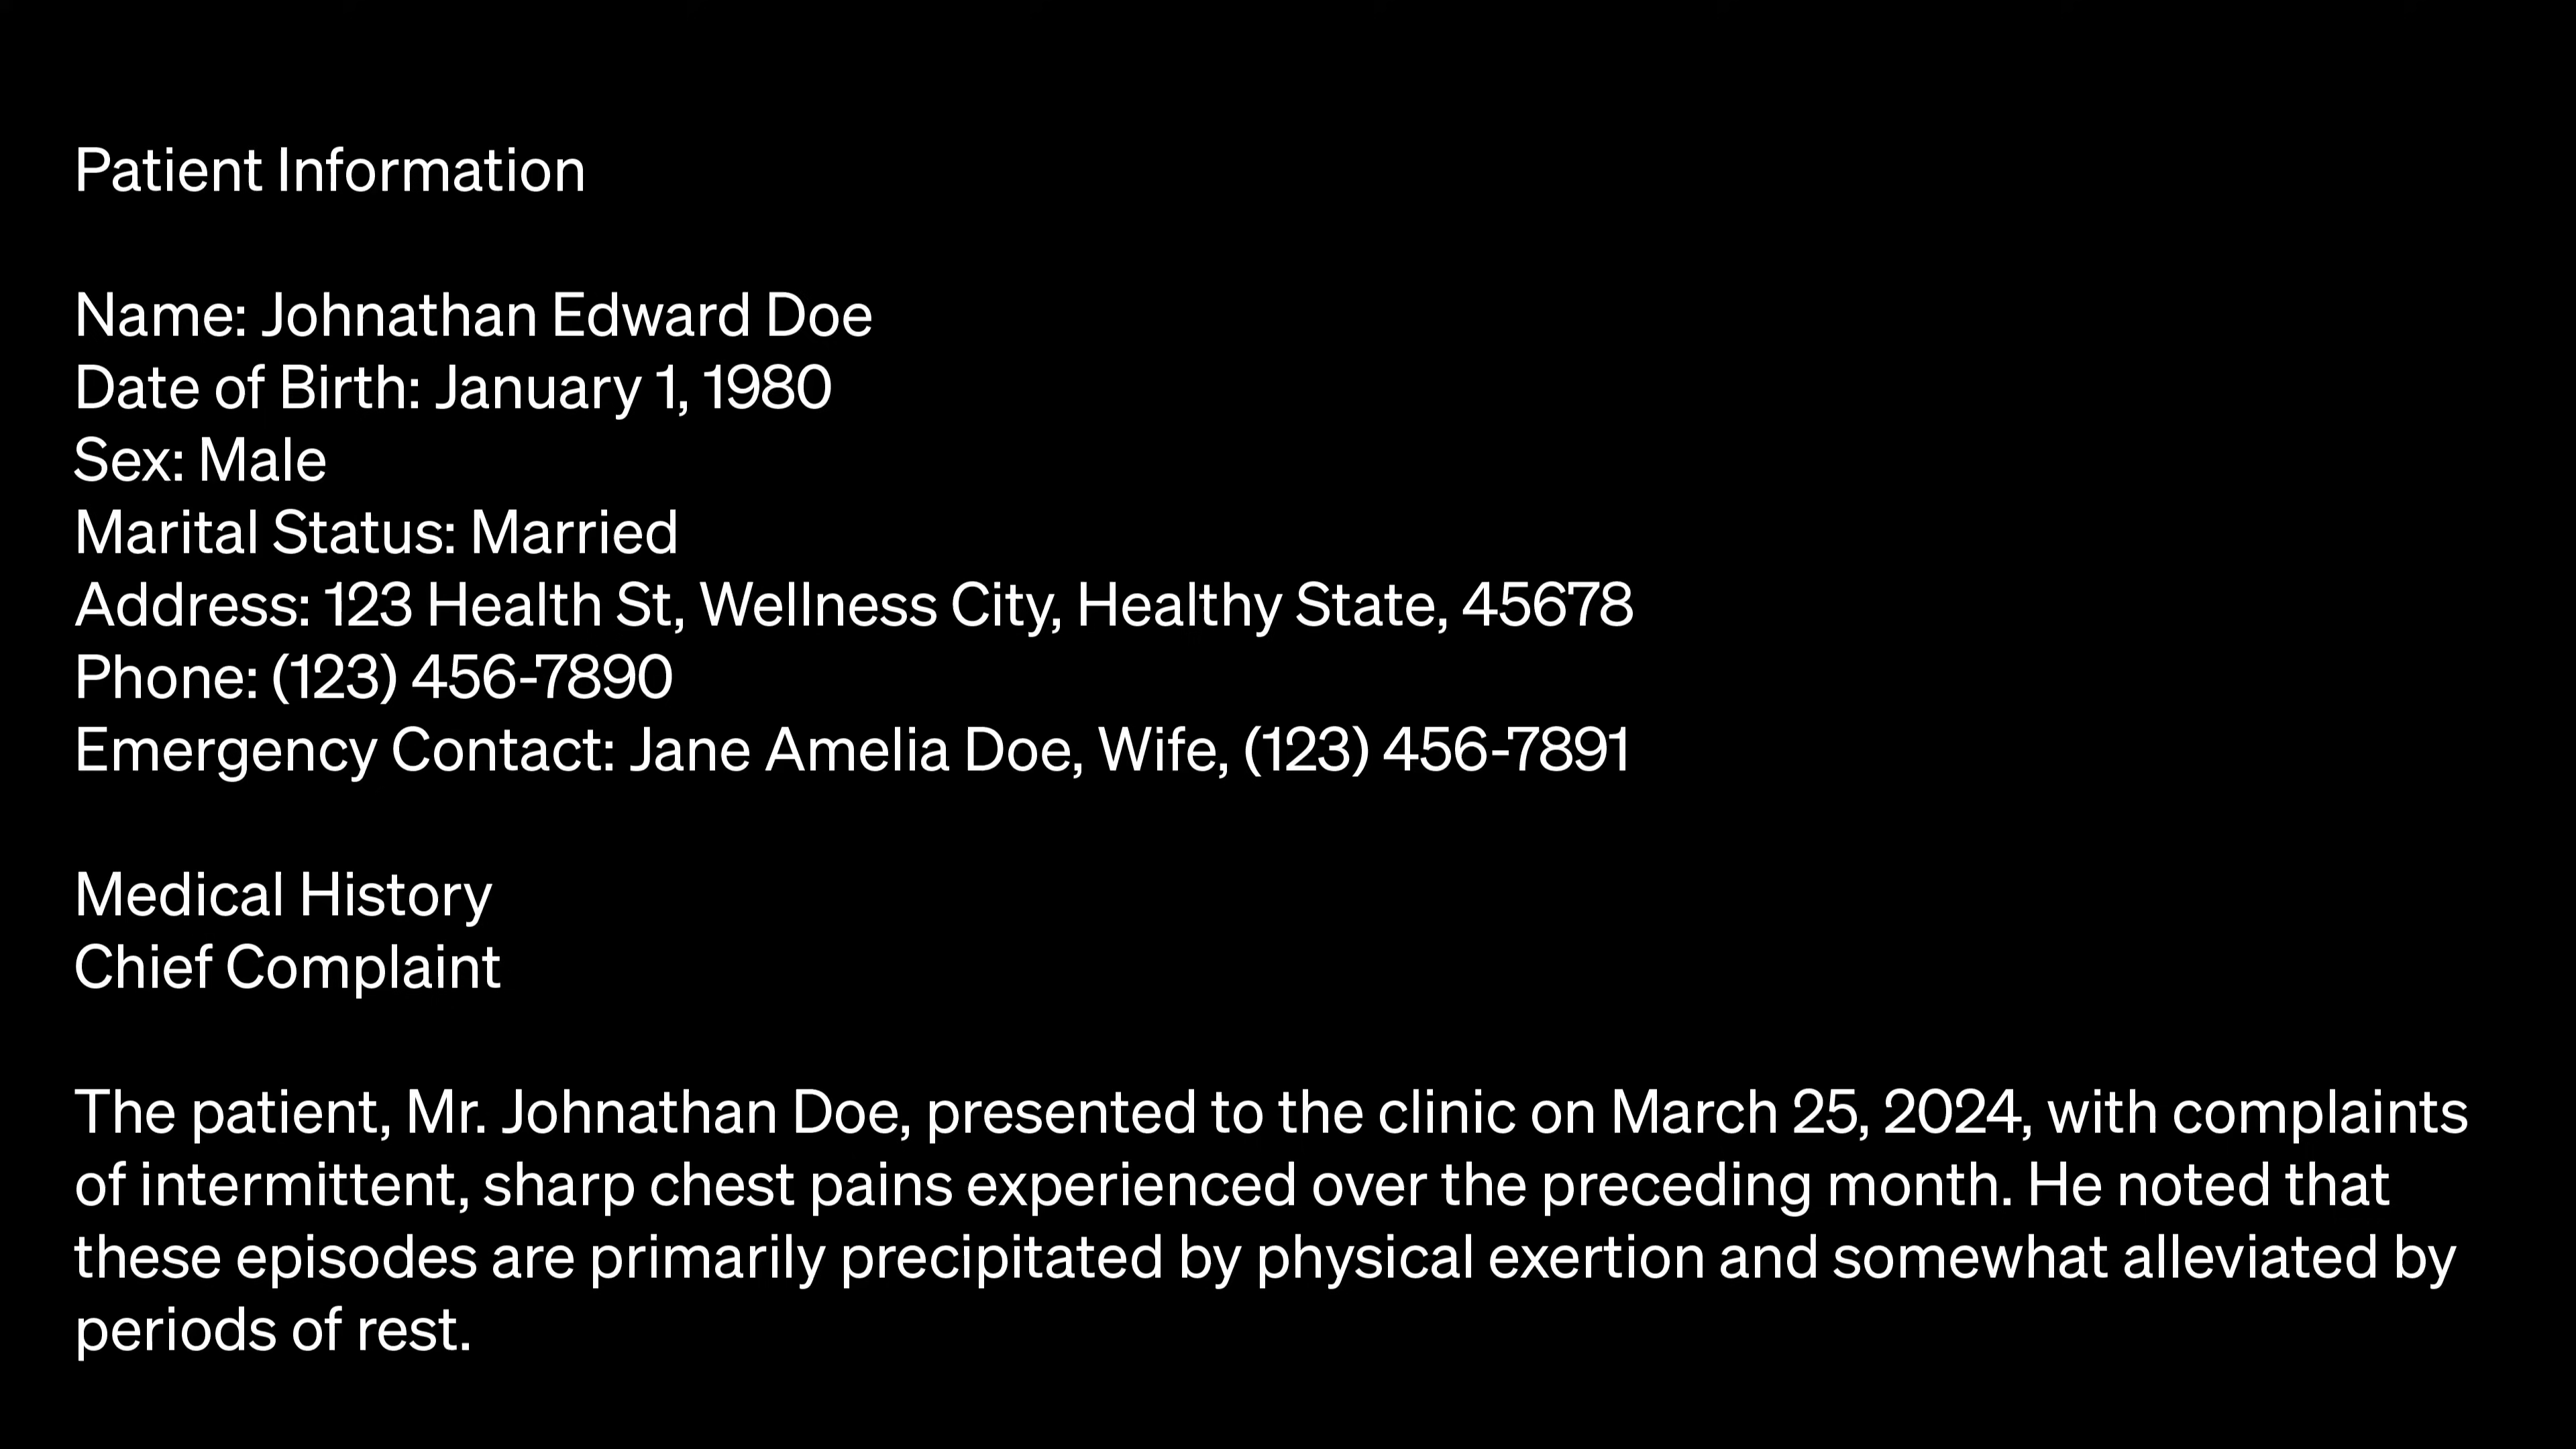 Patient Information
Name: Johnathan Edward Doe
Date of Birth: January 1, 1980
Sex: Male
Marital Status: Married
Address: 123 Health St, Wellness City, Healthy State, 45678
Phone: (123) 456-7890
Emergency Contact: Jane Amelia Doe, Wife, (123) 456-7891
Medical History
Chief Complaint
The patient, Mr. Johnathan Doe, presented to the clinic on March 25, 2024, with complaints
of intermittent, sharp chest pains experienced over the preceding month. He noted that
these episodes are primarily precipitated by physical exertion and somewhat alleviated by
periods of rest.